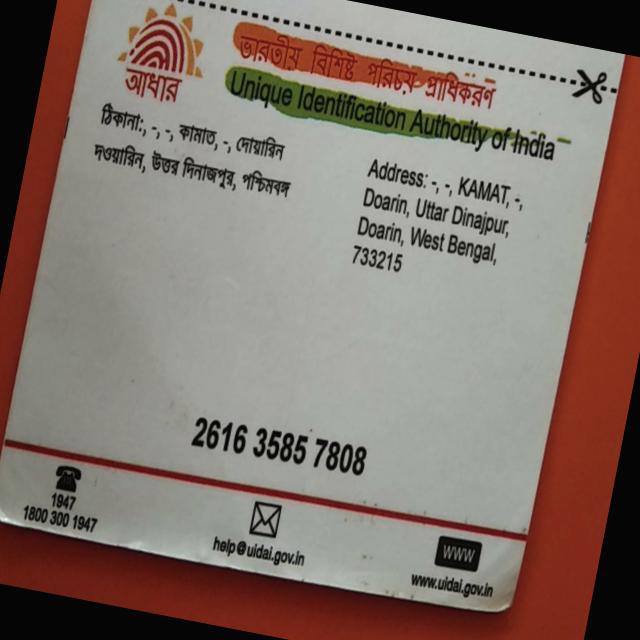 আধার
ভারতীয় বিশিষ্ট পরিচয় প্রাধিকরণ
Unique Identification Authority of India
ঠিকানা:, -, -, কামাত, -, দোয়ারিন
দওয়ারিন, উত্তর দিনাজপুর, পশ্চিমবঙ্গ
Address: -, -, KAMAT, -,
Doarin, Uttar Dinajpur,
Doarin, West Bengal,
733215
2616 3585 7808
1947
1800 300 1947
help@uidai.gov.in
WWW
www.uidai.gov.in